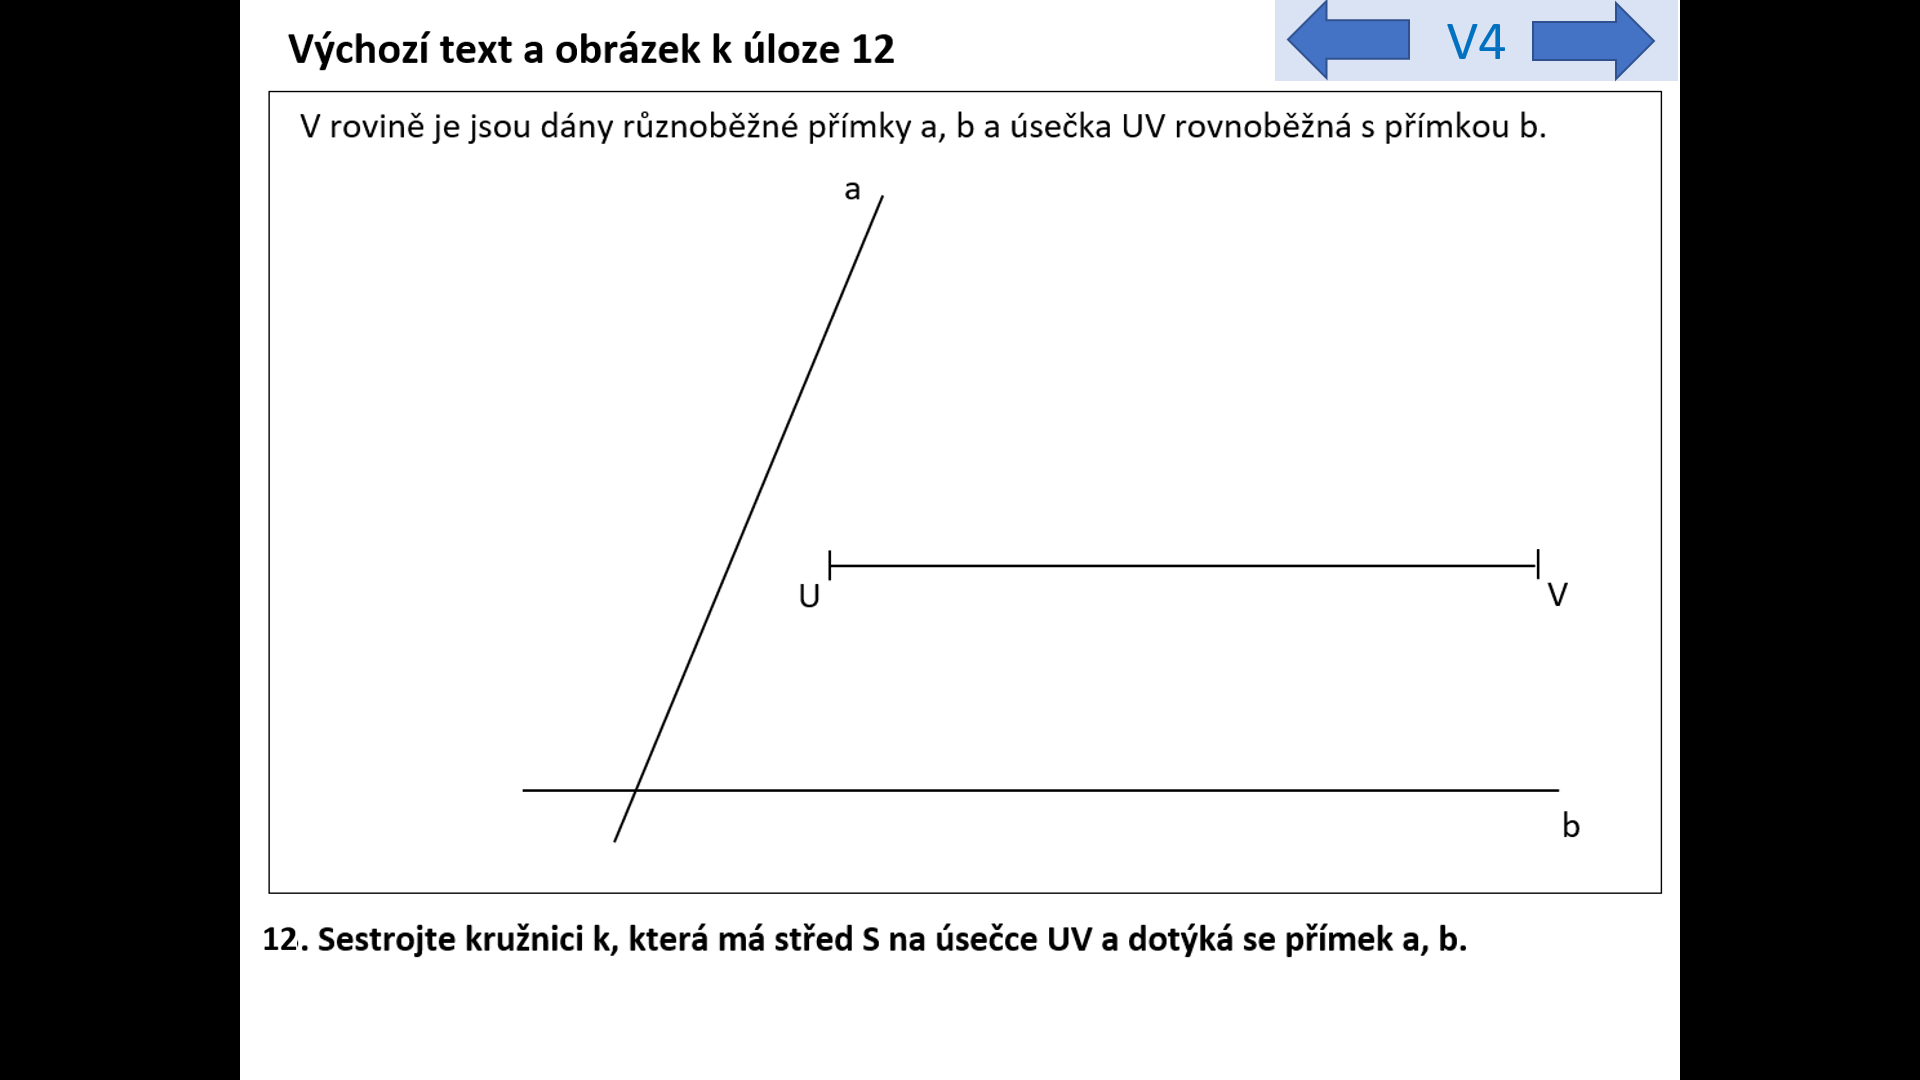 Výchozí text a obrázek k úloze 12
V4
V rovině je jsou dány různoběžné přímky a, b a úsečka UV rovnoběžná s přímkou b.
a
U
V
b
12. Sestrojte kružnici k, která má střed S na úsečce UV a dotýká se přímek a, b.